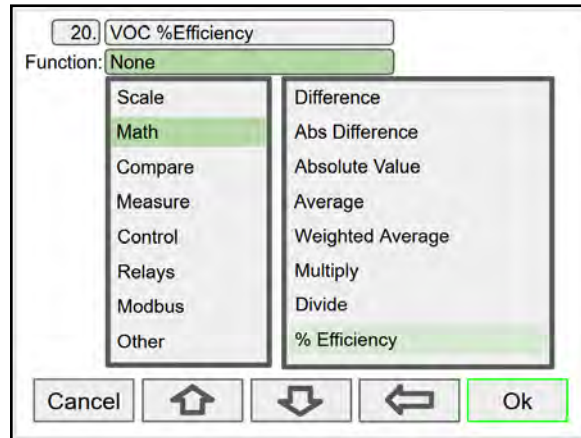 20. VOC %Efficiency
Function: None
Scale
Math
Compare
Measure
Control
Relays
Modbus
Other
Difference
Abs Difference
Absolute Value
Average
Weighted Average
Multiply
Divide
% Efficiency
Cancel Ok